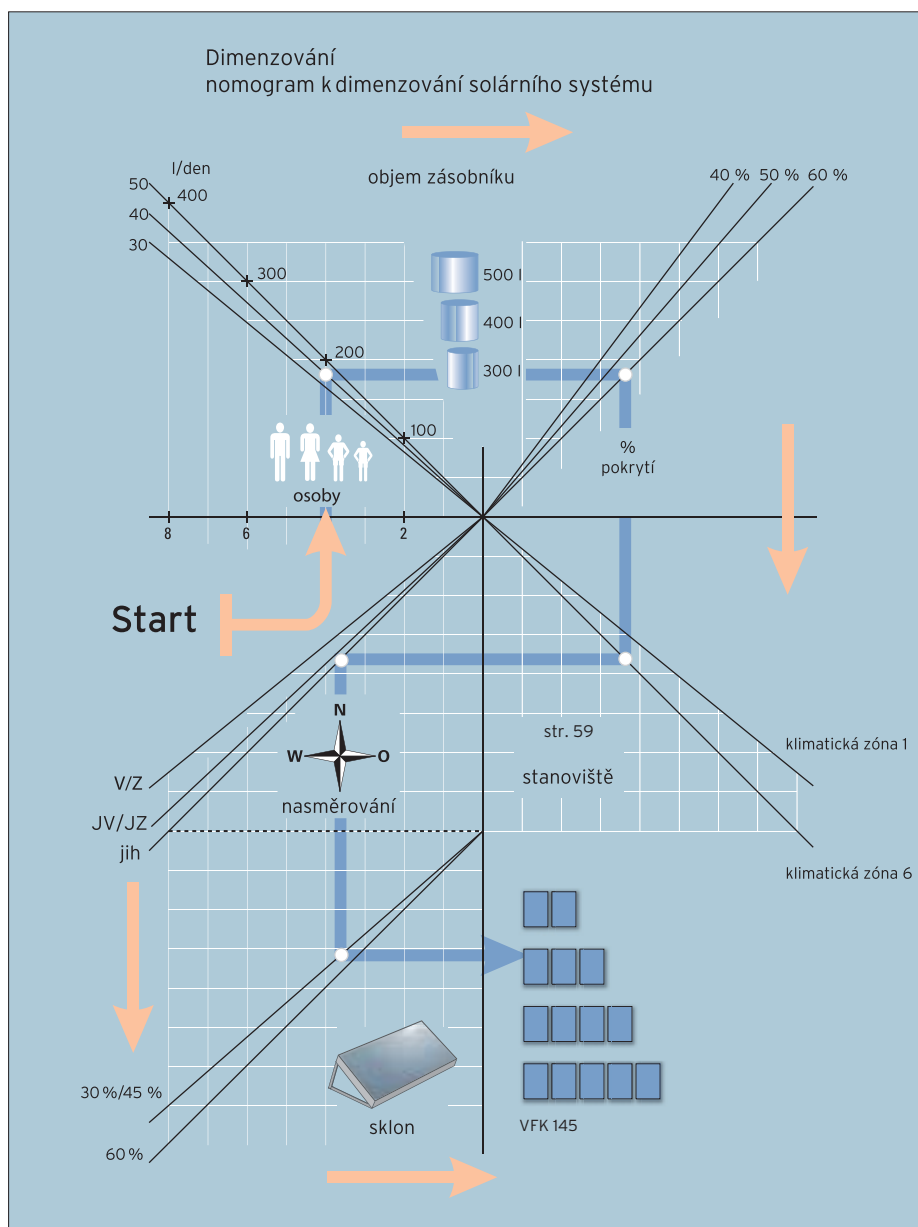 Dimenzování
nomogram k dimenzování solárního systému
l/den
objem zásobníku
40 % 50 % 60 %
50
400
40
30
300
500 l
400 l
200
300 l
100
%
pokrytí
osoby
8 6 2
Start
N
W O
str. 59
stanoviště
klimatická zóna 1
V/Z
nasměrování
JV/JZ
jih
klimatická zóna 6
30 %/45 %
sklon
VFK 145
60 %